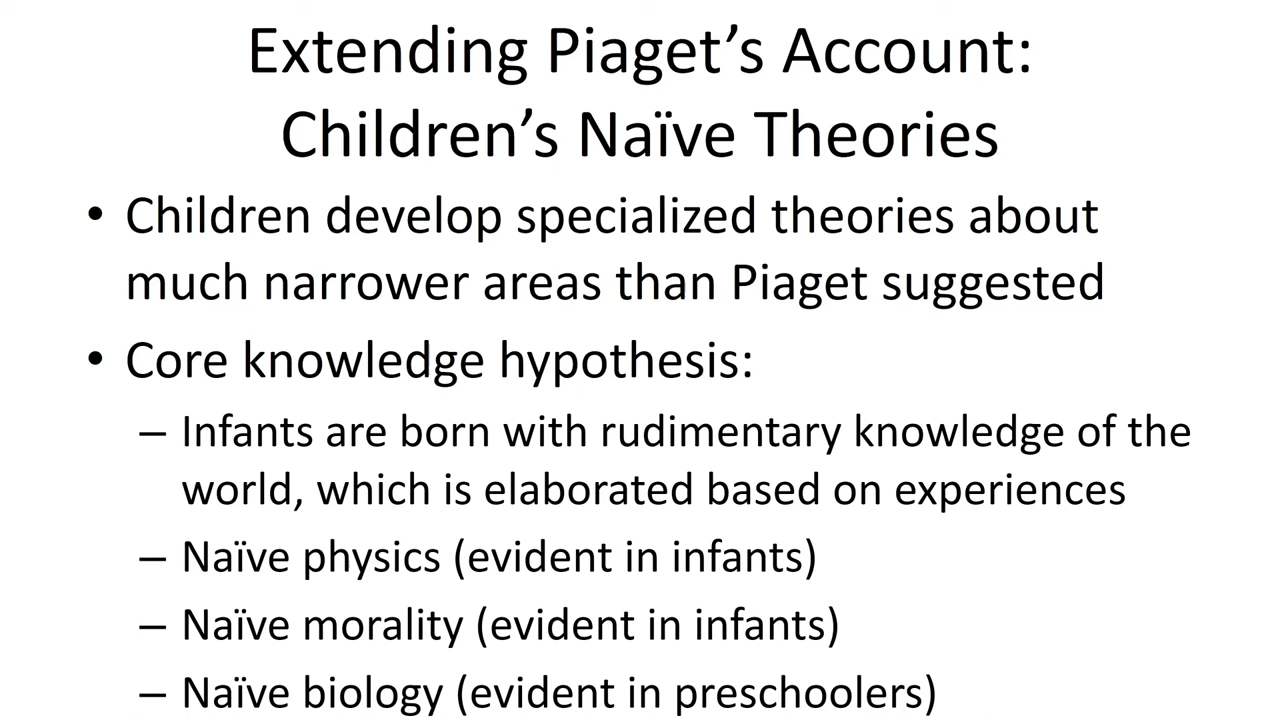 Extending Piaget’s Account:
Children’s Naïve Theories
• Children develop specialized theories about
much narrower areas than Piaget suggested
• Core knowledge hypothesis:
– Infants are born with rudimentary knowledge of the
world, which is elaborated based on experiences
– Naïve physics (evident in infants)
– Naïve morality (evident in infants)
– Naïve biology (evident in preschoolers)